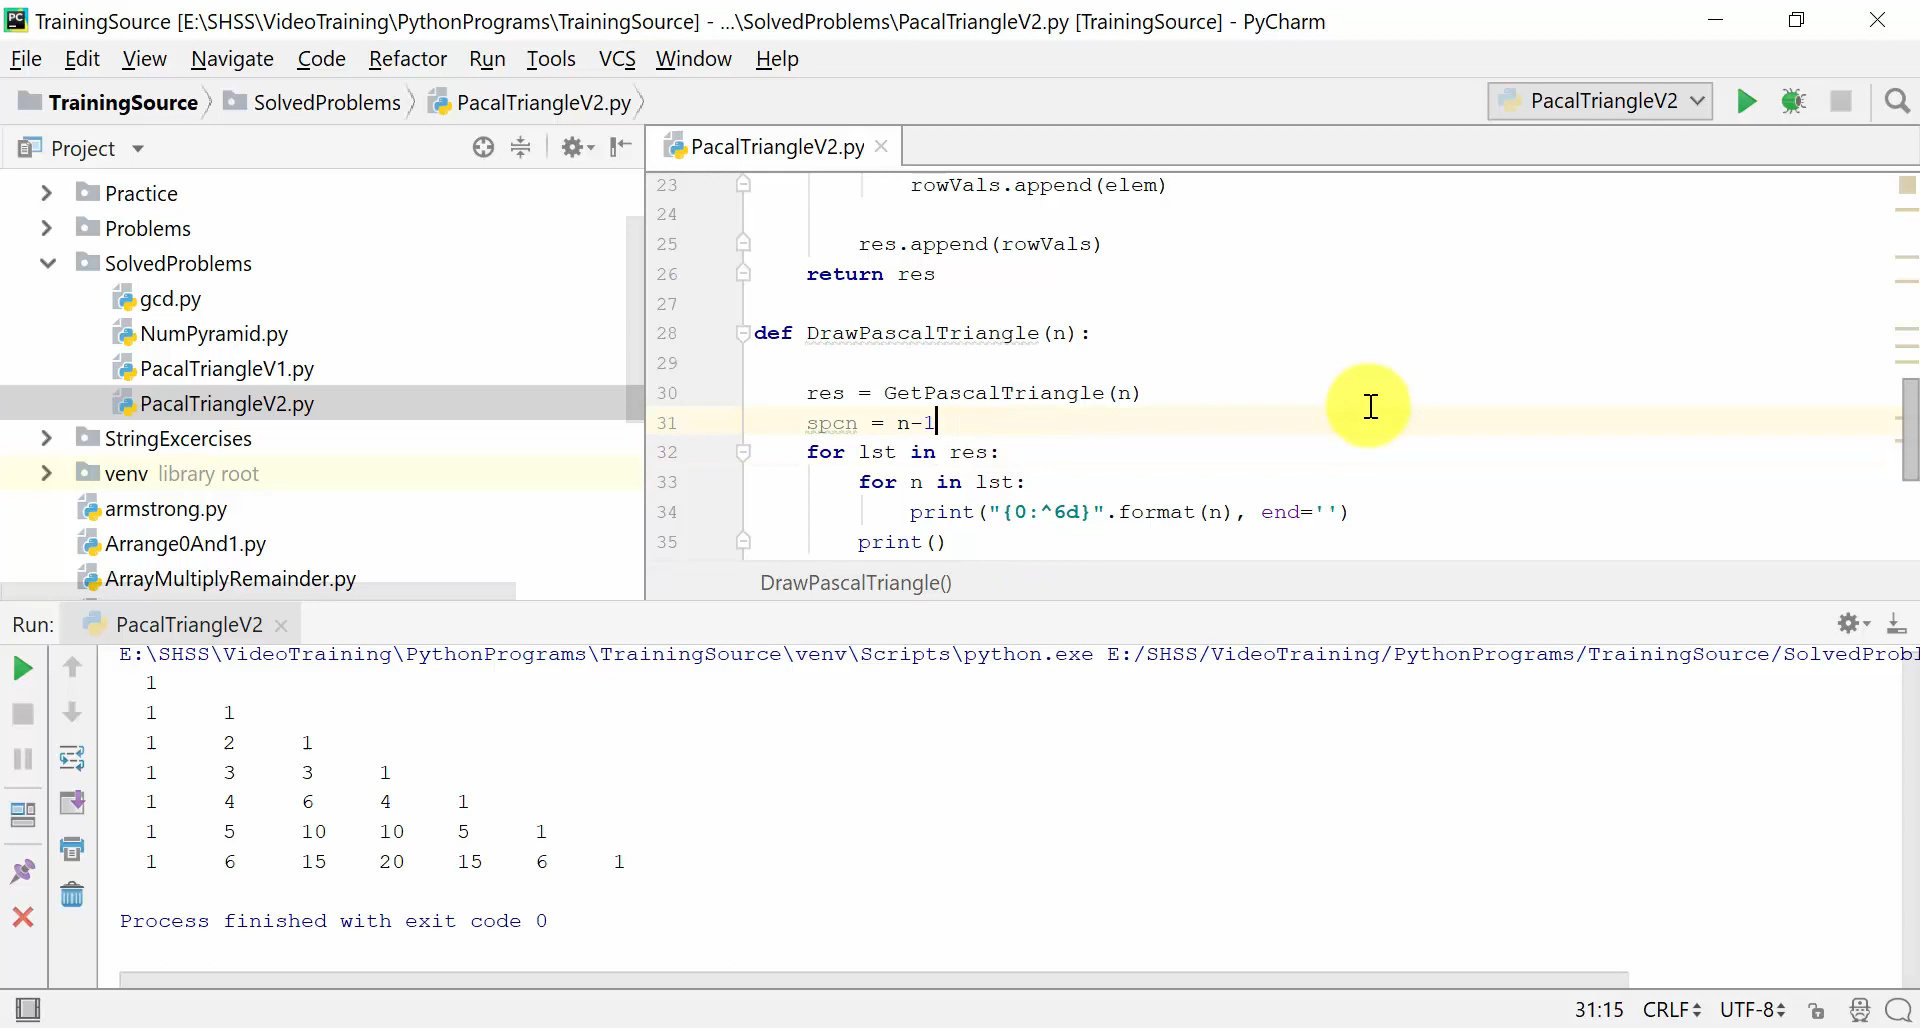 PC TrainingSource [E:\SHSS\VideoTraining\PythonPrograms\TrainingSource] - ...\SolvedProblems\PacalTriangleV2.py [TrainingSource] - PyCharm
File Edit View Navigate Code Refactor Run Tools VCS Window Help
TrainingSource SolvedProblems PacalTriangleV2.py PacalTriangleV2
Project
Practice
Problems
SolvedProblems
gcd.py
NumPyramid.py
PacalTriangleV1.py
PacalTriangleV2.py
StringExcercises
venv library root
armstrong.py
Arrange0And1.py
ArrayMultiplyRemainder.py
PacalTriangleV2.py
23 rowVals.append(elem)
24
25 res.append(rowVals)
26 return res
27
28 def DrawPascalTriangle(n):
29
30 res = GetPascalTriangle(n)
31 spcn = n-1
32 for lst in res:
33 for n in lst:
34 print("{0:^6d}".format(n), end='')
35 print()
DrawPascalTriangle()
Run: PacalTriangleV2
E:\SHSS\VideoTraining\PythonPrograms\TrainingSource\venv\Scripts\python.exe E:/SHSS/VideoTraining/PythonPrograms/TrainingSource/SolvedProbl
1
1 1
1 2 1
1 3 3 1
1 4 6 4 1
1 5 10 10 5 1
1 6 15 20 15 6 1
Process finished with exit code 0
31:15 CRLF UTF-8